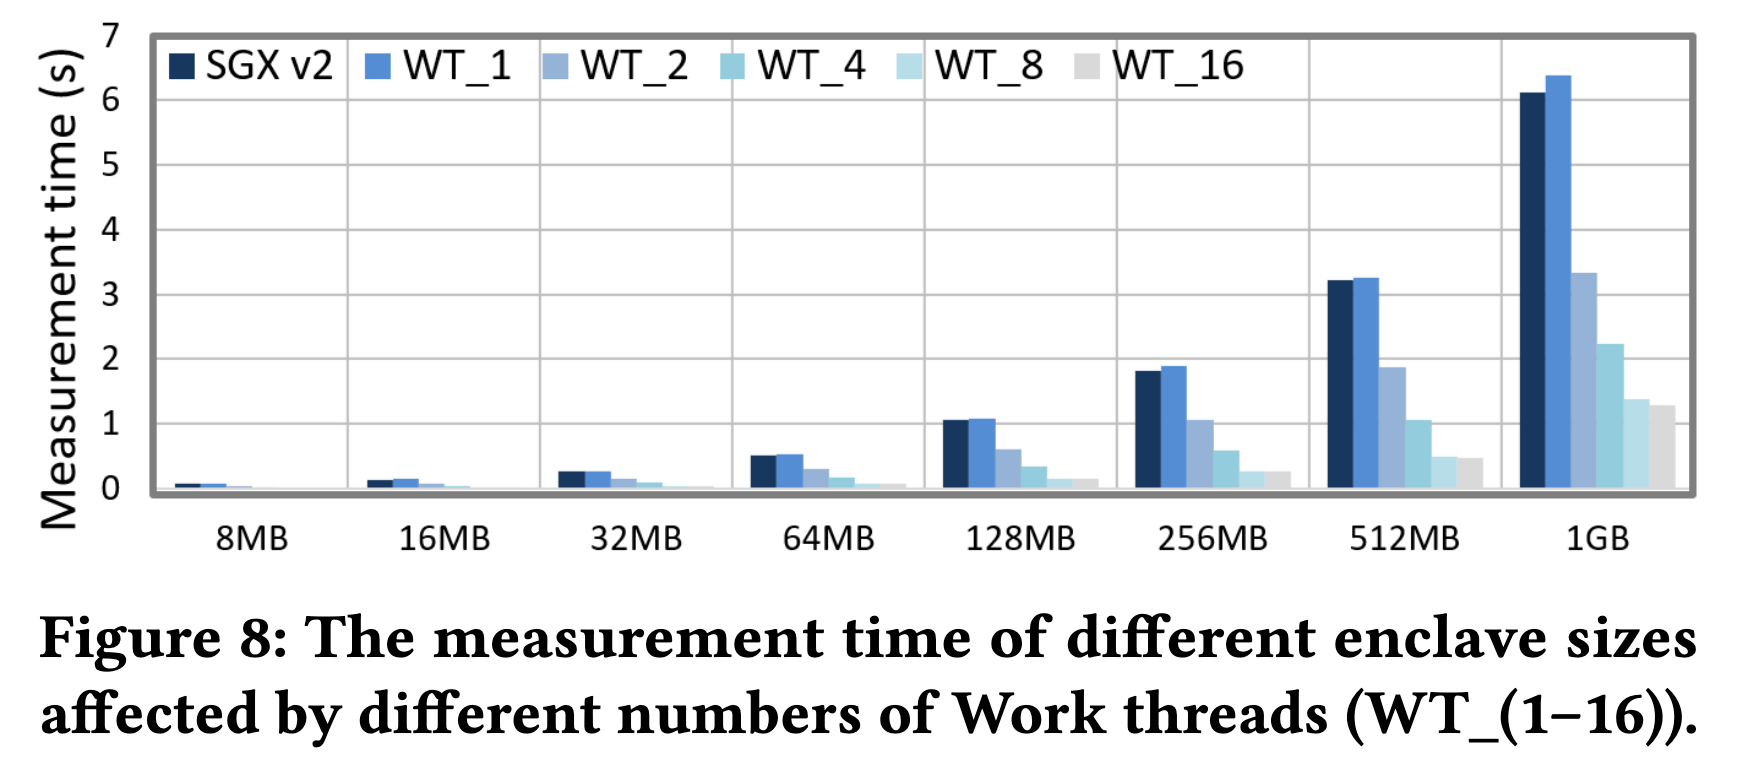 7
SGX v2 WT_1 WT_2 WT_4 WT_8 WT_16
6
5
4
3
2
1
0
Measurement time (s)
8MB 16MB 32MB 64MB 128MB 256MB 512MB 1GB
Figure 8: The measurement time of different enclave sizes
affected by different numbers of Work threads (WT_(1–16)).